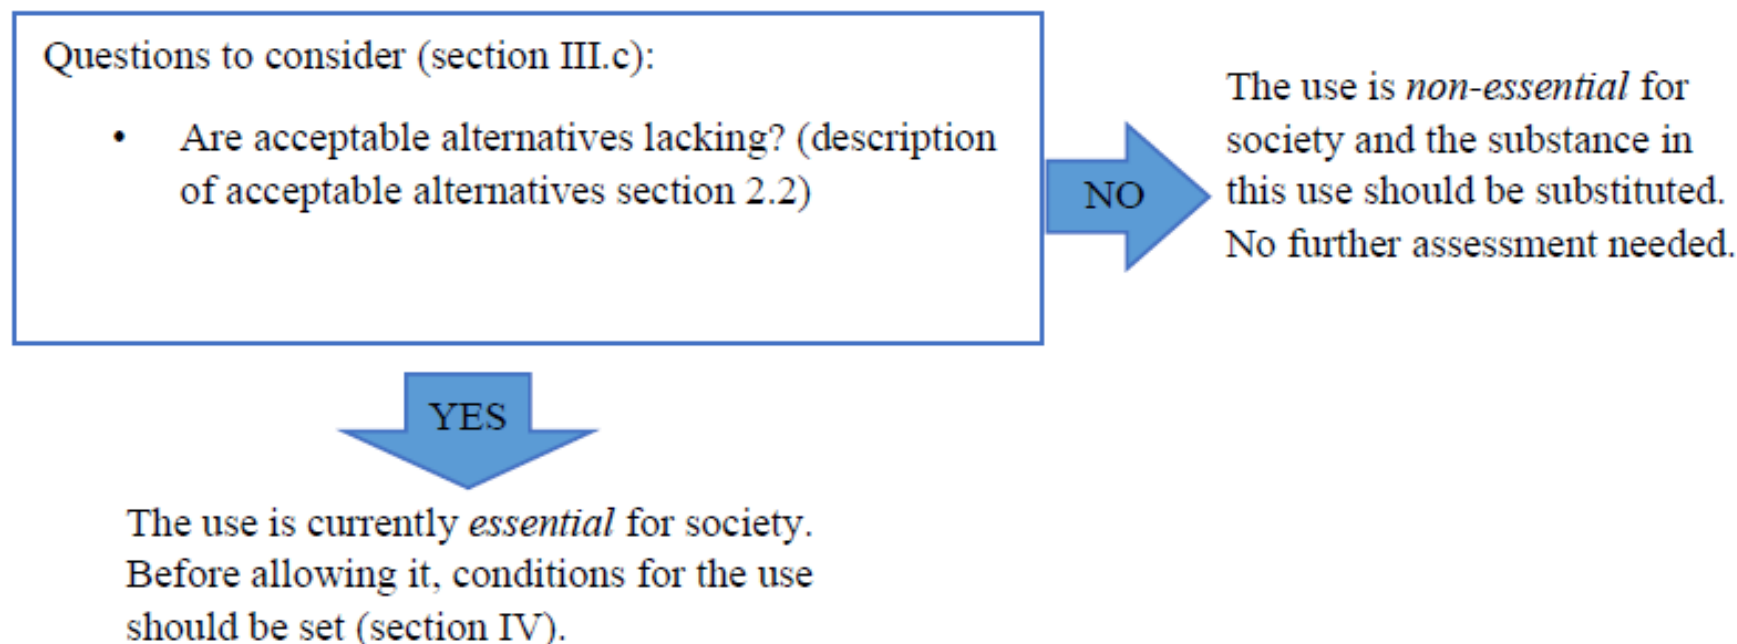 Questions to consider (section III.c):
• Are acceptable alternatives lacking? (description
of acceptable alternatives section 2.2)
NO
The use is non-essential for
society and the substance in
this use should be substituted.
No further assessment needed.
YES
The use is currently essential for society.
Before allowing it, conditions for the use
should be set (section IV).